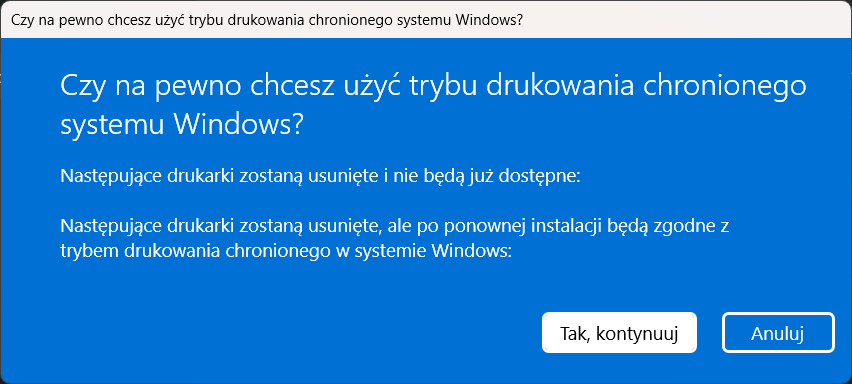 Czy na pewno chcesz użyć trybu drukowania chronionego systemu Windows?
Czy na pewno chcesz użyć trybu drukowania chronionego
systemu Windows?
Następujące drukarki zostaną usunięte i nie będą już dostępne:
Następujące drukarki zostaną usunięte, ale po ponownej instalacji będą zgodne z
trybem drukowania chronionego w systemie Windows:
Tak, kontynuuj
Anuluj